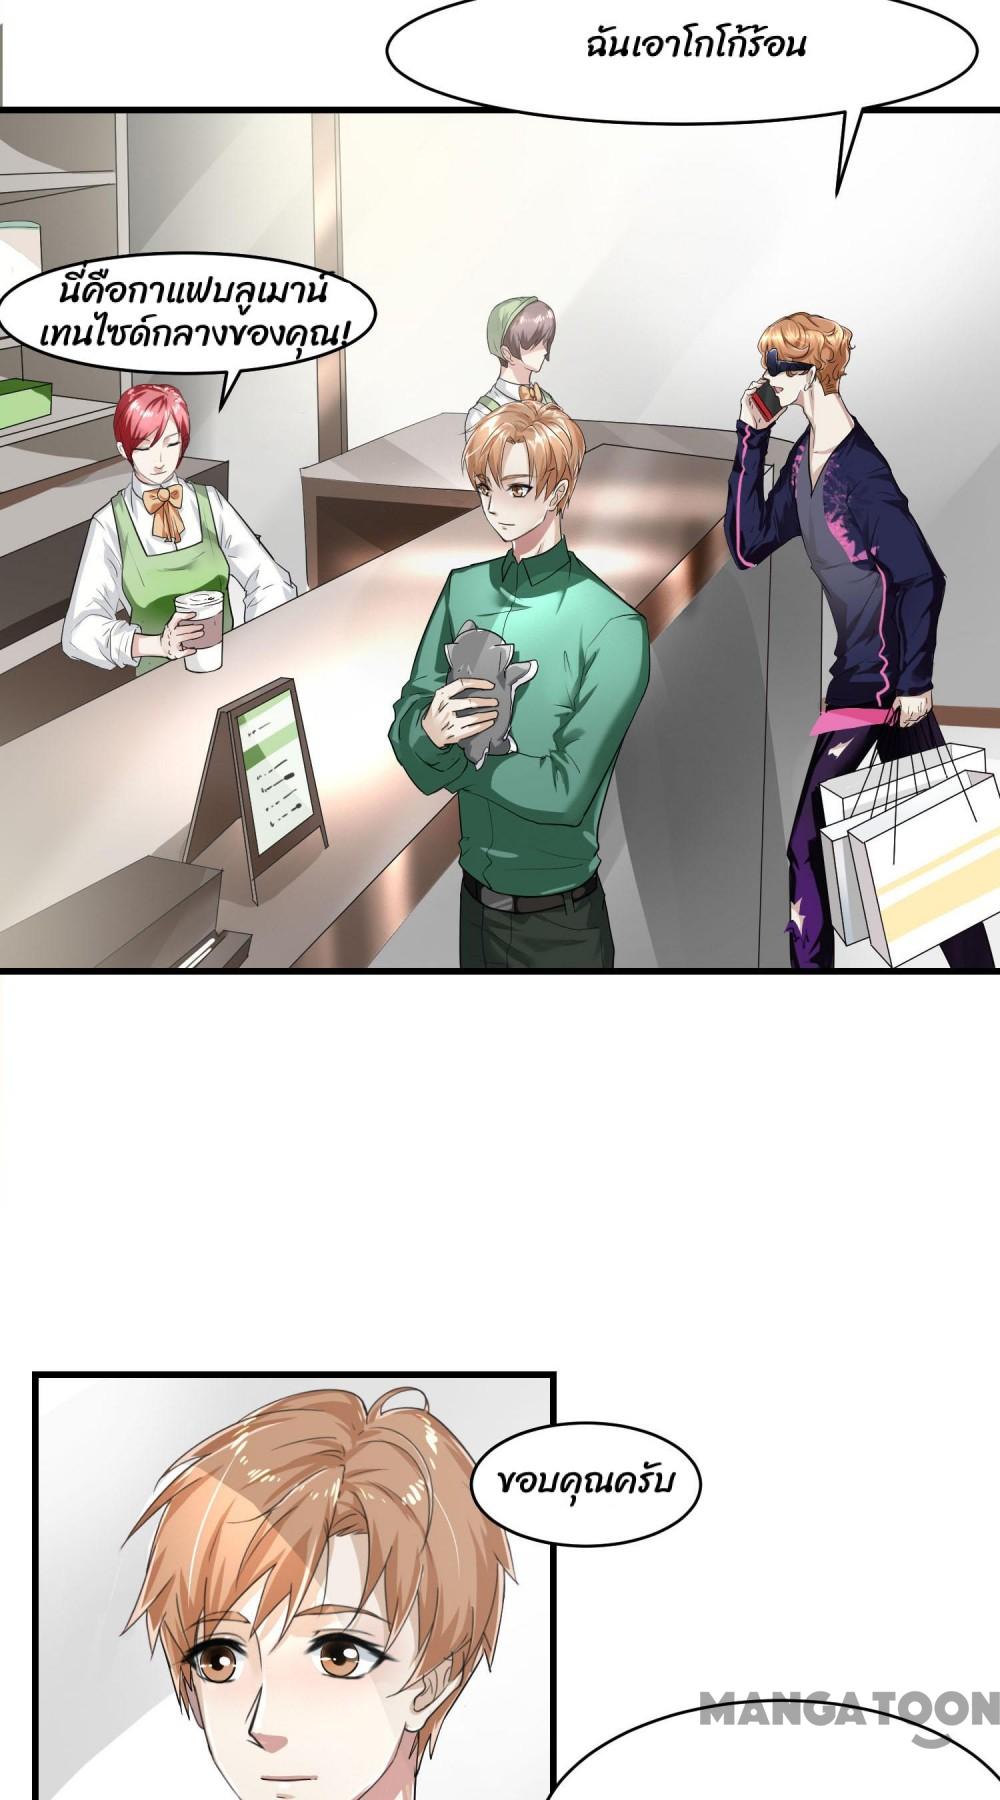 ฉันเอาโกโก้ร้อน
นี่คือกาแฟบลูเมาน์
เทนไซด์กลางของคุณ!
ขอบคุณครับ
MANGATOON